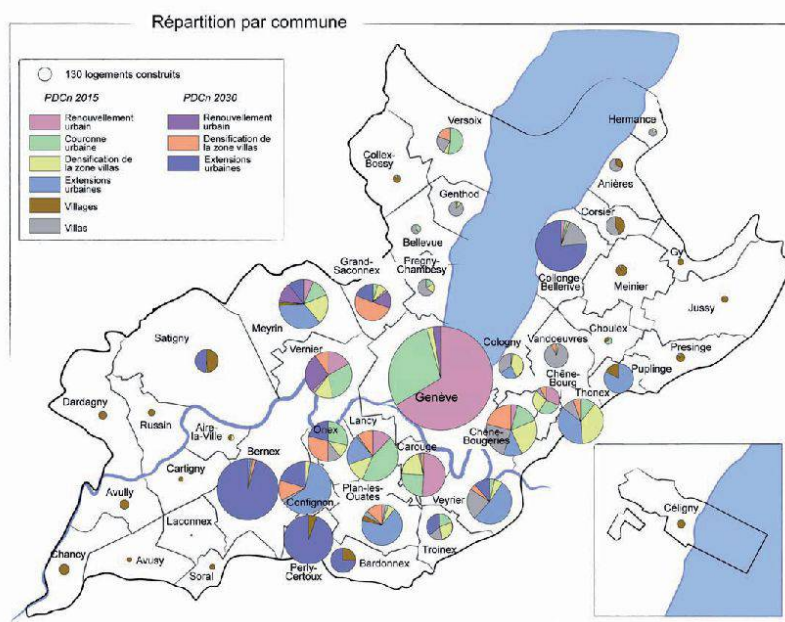 Répartition par commune
130 logements construits
PDCn 2015
PDCn 2030
Renouvellement
urbain
Couronne
urbaine
Densification de
la zone villas
Extensions
urbaines
Villages
Villas
Renouvellement
urbain
Densification de
la zone villas
Extensions
urbaines
Versoix
Hermance
Collex-
Bossy
Genthod
Anières
Corsier
Bellevue
Collonge-
Bellerive
Gy
Meinier
Grand-
Saconnex
Pregny-
Chambésy
Meyrin
Jussy
Satigny
Vernier
Cologny
Vandoeuvres
Choulex
Presinge
Puplinge
Chêne-
Bourg
Thônex
Genève
Dardagny
Russin
Aire-
la-Ville
Onex
Lancy
Chêne-
Bougeries
Bernex
Carouge
Cartigny
Confignon
Plan-les-
Ouates
Veyrier
Avully
Laconnex
Troinex
Chancy
Avusy
Soral
Perly-
Certoux
Bardonnex
Céligny